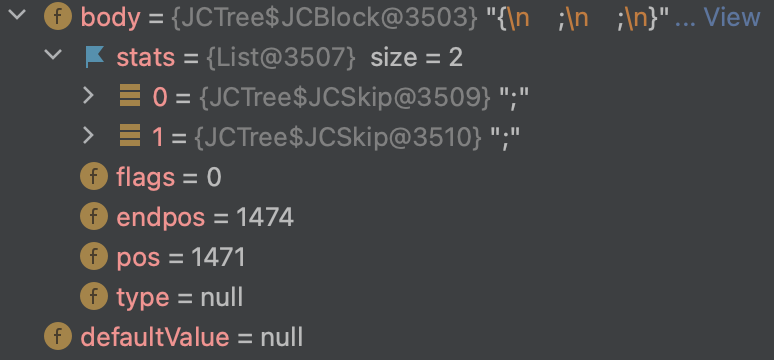 f body = {JCTree$JCBlock@3503} "{\n    ;\n    ;\n}"... View
stats = {List@3507}  size = 2
0 = {JCTree$JCSkip@3509} ";"
1 = {JCTree$JCSkip@3510} ";"
f flags = 0
f endpos = 1474
f pos = 1471
f type = null
f defaultValue = null